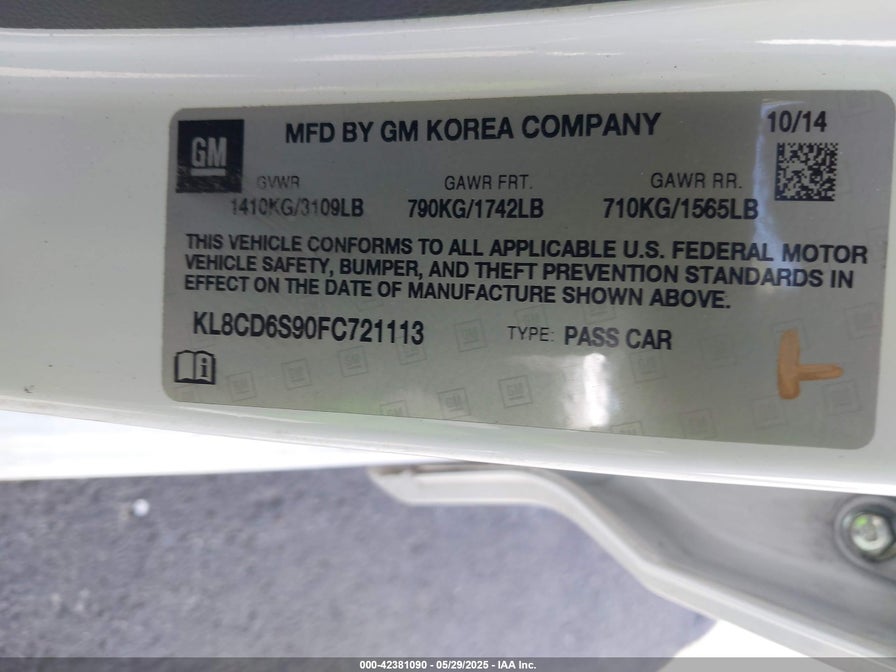 GM
MFD BY GM KOREA COMPANY
10/14
GVWR GAWR FRT. GAWR RR.
1410KG/3109LB 790KG/1742LB 710KG/1565LB
THIS VEHICLE CONFORMS TO ALL APPLICABLE U.S. FEDERAL MOTOR
VEHICLE SAFETY, BUMPER, AND THEFT PREVENTION STANDARDS IN
EFFECT ON THE DATE OF MANUFACTURE SHOWN ABOVE.
KL8CD6S90FC721113 TYPE: PASS CAR
000-42381090 - 05/29/2025 - IAA Inc.